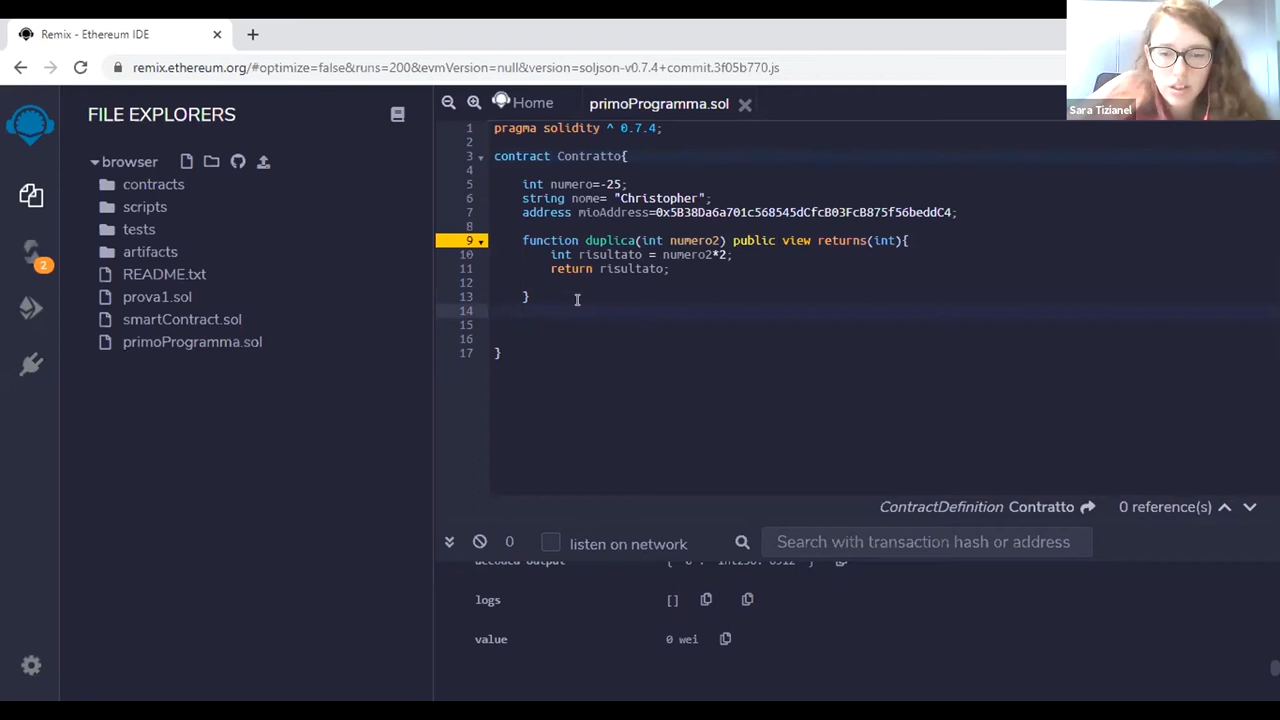 Remix - Ethereum IDE
remix.ethereum.org/#optimize=false&runs=200&evmVersion=null&version=soljson-v0.7.4+commit.3f05b770.js
Sara Tizianel
FILE EXPLORERS
browser
contracts
scripts
tests
artifacts
README.txt
prova1.sol
smartContract.sol
primoProgramma.sol
2
Home
primoProgramma.sol
1 pragma solidity ^ 0.7.4;
2
3 contract Contratto{
4
5 int numero=-25;
6 string nome= "Christopher";
7 address mioAddress=0x5B38Da6a701c568545dCfcB03FcB875f56beddC4;
8
9 function duplica(int numero2) public view returns(int){
10 int risultato = numero2*2;
11 return risultato;
12
13 }
14
15
16
17 }
ContractDefinition Contratto 0 reference(s)
0 listen on network Search with transaction hash or address
decoded output
logs []
value 0 wei